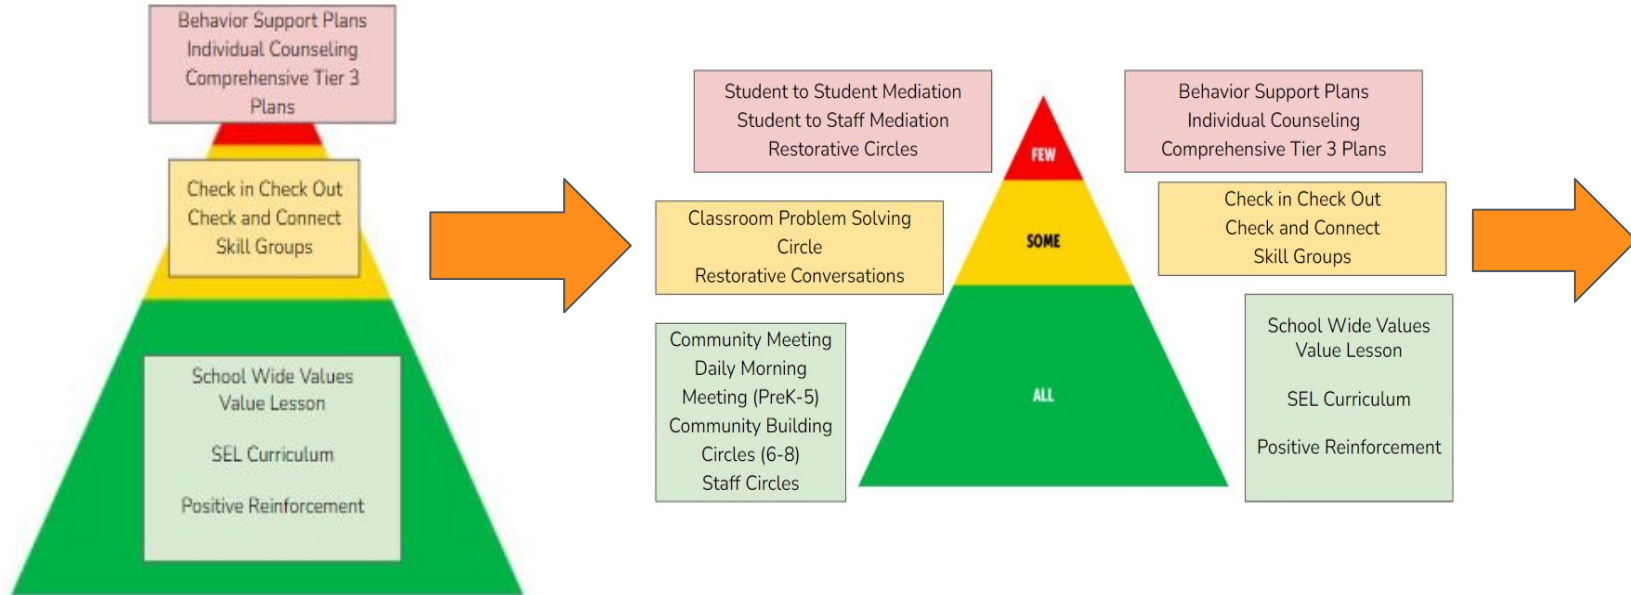 Behavior Support Plans
Individual Counseling
Comprehensive Tier 3
Plans
Check in Check Out
Check and Connect
Skill Groups
School Wide Values
Value Lesson
SEL Curriculum
Positive Reinforcement
Student to Student Mediation
Student to Staff Mediation
Restorative Circles
Classroom Problem Solving
Circle
Restorative Conversations
Community Meeting
Daily Morning
Meeting (PreK-5)
Community Building
Circles (6-8)
Staff Circles
FEW
SOME
ALL
Behavior Support Plans
Individual Counseling
Comprehensive Tier 3 Plans
Check in Check Out
Check and Connect
Skill Groups
School Wide Values
Value Lesson
SEL Curriculum
Positive Reinforcement